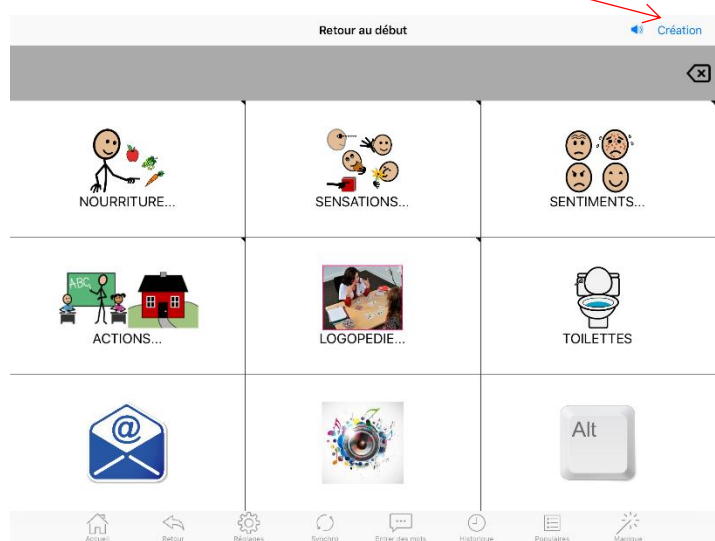 Retour au début
Création
NOURRITURE...
SENSATIONS...
SENTIMENTS...
ABC
ACTIONS...
LOGOPEDIE...
TOILETTES
@
Alt
Accueil
Retour
Réglages
Synchro
Entrer des mots
Historique
Populaires
Masquer